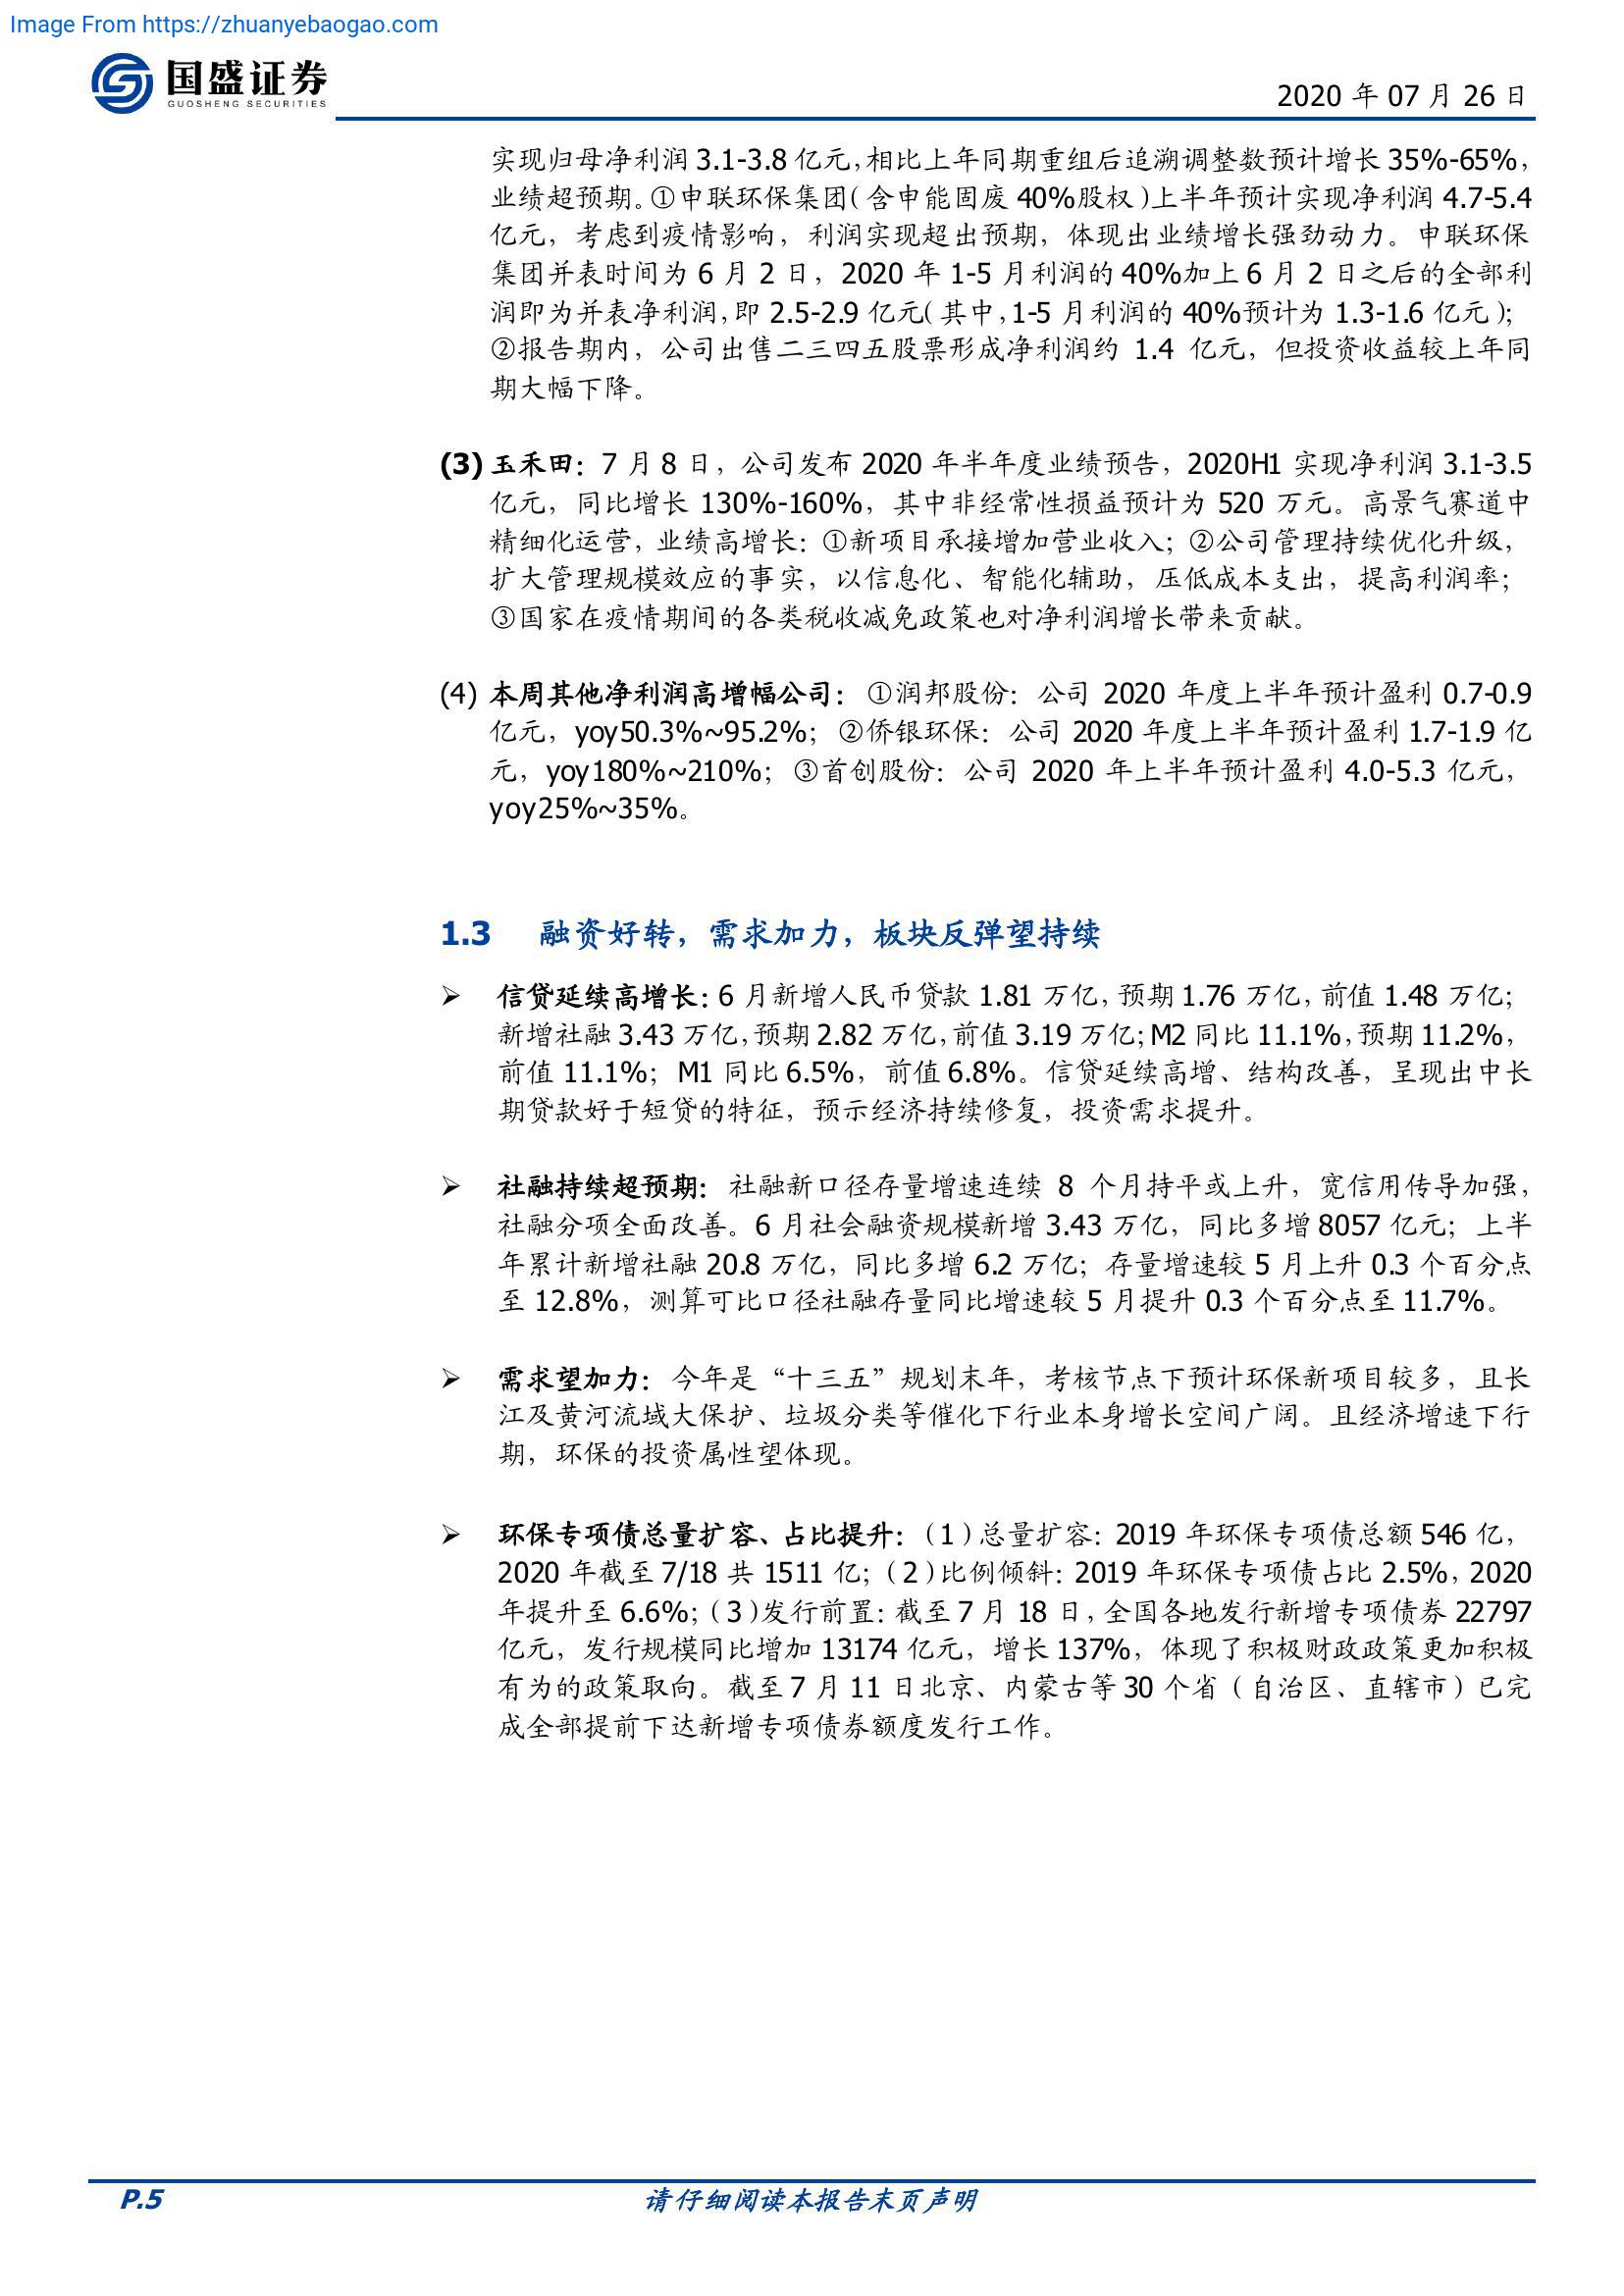 Image From https://zhuanyebaogao.com
国盛证券
GUOSHENG SECURITIES
2020 年 07 月 26 日
实现归母净利润 3.1-3.8 亿元，相比上年同期重组后追溯调整数预计增长 35%-65%，
业绩超预期。①申联环保集团（含申能固废 40%股权）上半年预计实现净利润 4.7-5.4
亿元，考虑到疫情影响，利润实现超出预期，体现出业绩增长强劲动力。申联环保
集团并表时间为 6 月 2 日，2020 年 1-5 月利润的 40%加上 6 月 2 日之后的全部利
润即为并表净利润，即 2.5-2.9 亿元（其中，1-5 月利润的 40%预计为 1.3-1.6 亿元）；
②报告期内，公司出售二三四五股票形成净利润约 1.4 亿元，但投资收益较上年同
期大幅下降。
(3) 玉禾田：7 月 8 日，公司发布 2020 年半年度业绩预告，2020H1 实现净利润 3.1-3.5
亿元，同比增长 130%-160%，其中非经常性损益预计为 520 万元。高景气赛道中
精细化运营，业绩高增长：①新项目承接增加营业收入；②公司管理持续优化升级，
扩大管理规模效应的事实，以信息化、智能化辅助，压低成本支出，提高利润率；
③国家在疫情期间的各类税收减免政策也对净利润增长带来贡献。
(4) 本周其他净利润高增幅公司：①润邦股份：公司 2020 年度上半年预计盈利 0.7-0.9
亿元，yoy50.3%~95.2%；②侨银环保：公司 2020 年度上半年预计盈利 1.7-1.9 亿
元，yoy180%~210%；③首创股份：公司 2020 年上半年预计盈利 4.0-5.3 亿元，
yoy25%~35%。
1.3 融资好转，需求加力，板块反弹望持续
➢ 信贷延续高增长：6 月新增人民币贷款 1.81 万亿，预期 1.76 万亿，前值 1.48 万亿；
新增社融 3.43 万亿，预期 2.82 万亿，前值 3.19 万亿；M2 同比 11.1%，预期 11.2%，
前值 11.1%；M1 同比 6.5%，前值 6.8%。信贷延续高增、结构改善，呈现出中长
期贷款好于短贷的特征，预示经济持续修复，投资需求提升。
➢ 社融持续超预期：社融新口径存量增速连续 8 个月持平或上升，宽信用传导加强，
社融分项全面改善。6 月社会融资规模新增 3.43 万亿，同比多增 8057 亿元；上半
年累计新增社融 20.8 万亿，同比多增 6.2 万亿；存量增速较 5 月上升 0.3 个百分点
至 12.8%，测算可比口径社融存量同比增速较 5 月提升 0.3 个百分点至 11.7%。
➢ 需求望加力：今年是“十三五”规划末年，考核节点下预计环保新项目较多，且长
江及黄河流域大保护、垃圾分类等催化下行业本身增长空间广阔。且经济增速下行
期，环保的投资属性望体现。
➢ 环保专项债总量扩容、占比提升：（1）总量扩容：2019 年环保专项债总额 546 亿，
2020 年截至 7/18 共 1511 亿；（2）比例倾斜：2019 年环保专项债占比 2.5%，2020
年提升至 6.6%；（3）发行前置：截至 7 月 18 日，全国各地发行新增专项债券 22797
亿元，发行规模同比增加 13174 亿元，增长 137%，体现了积极财政政策更加积极
有为的政策取向。截至 7 月 11 日北京、内蒙古等 30 个省（自治区、直辖市）已完
成全部提前下达新增专项债券额度发行工作。
P.5
请仔细阅读本报告末页声明